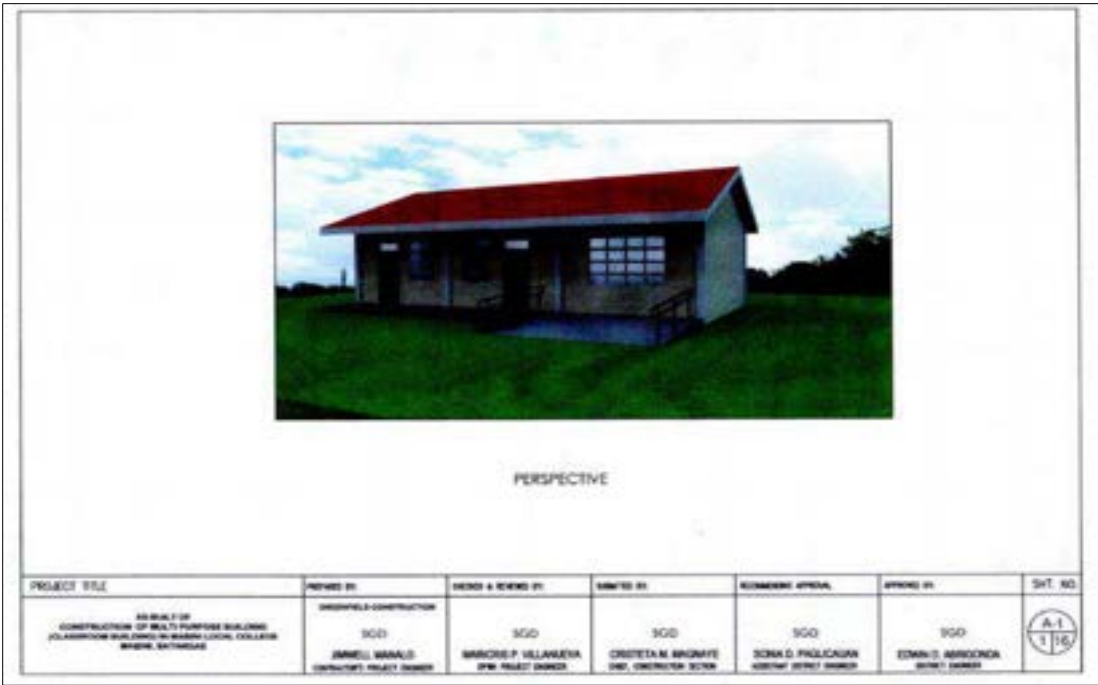 PERSPECTIVE
PROJECT TITLE
AS-BUILT OF
CONSTRUCTION OF MULTI PURPOSE BUILDING
(CLASSROOM BUILDING) IN MABINI LOCAL COLLEGE
MABINI, BATANGAS
PREPARED BY:
GREENFIELD CONSTRUCTION
SGD
JIMWELL MANALO
CONTRACTOR'S PROJECT ENGINEER
CHECKED & REVIEWED BY:
SGD
MARICRIS P. VILLANUEVA
DPWH PROJECT ENGINEER
SUBMITTED BY:
SGD
CRISTETA M. MAGNAYE
CHIEF, CONSTRUCTION SECTION
RECOMMENDING APPROVAL:
SGD
SONIA D. PAGLICAUAN
ASSISTANT DISTRICT ENGINEER
APPROVED BY:
SGD
DISTRICT ENGINEER
SHT. NO.
A-1
1 16